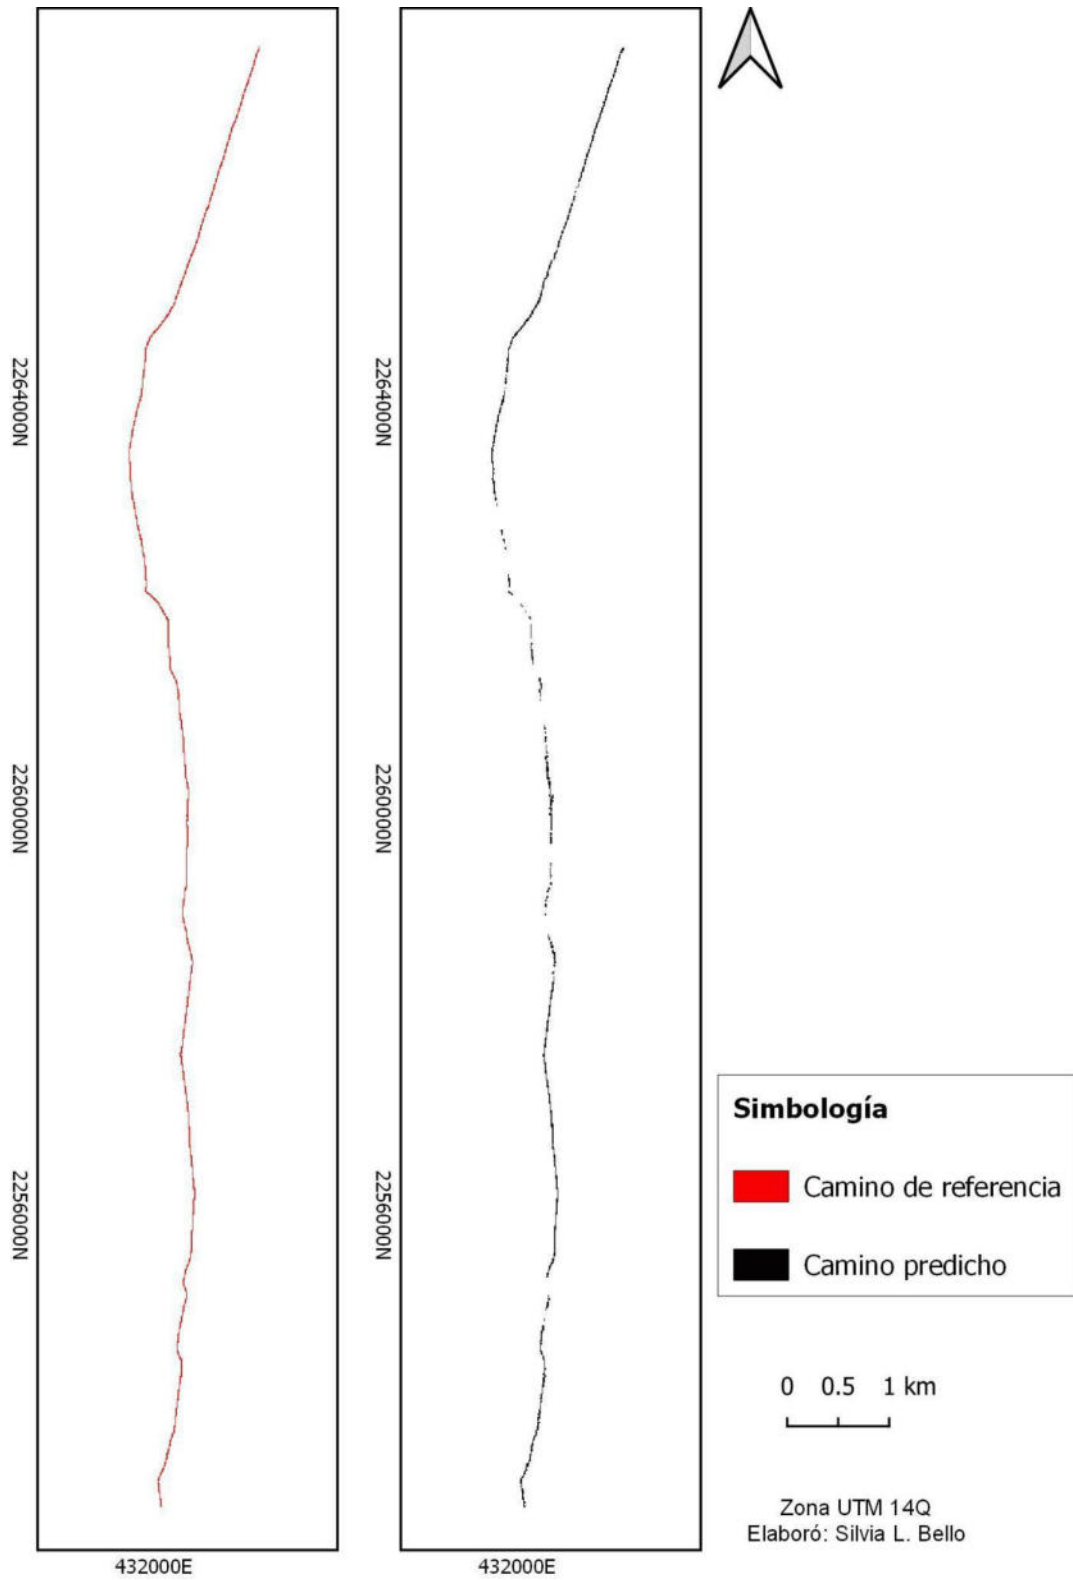 2264000N
2260000N
2256000N
432000E
2264000N
2260000N
2256000N
432000E
Simbología
Camino de referencia
Camino predicho
0 0.5 1 km
Zona UTM 14Q
Elaboró: Silvia L. Bello